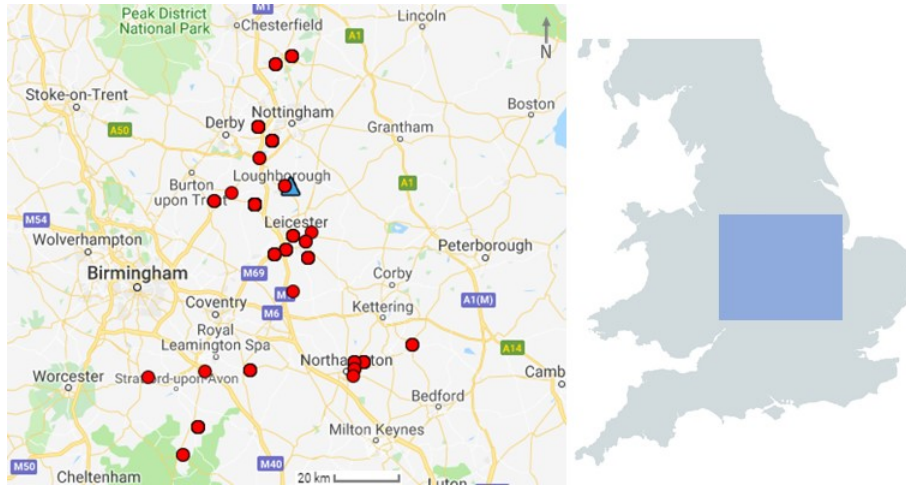 Peak District
National Park
M1
Chesterfield
Lincoln
A1
N
Stoke-on-Trent
Boston
A50
Derby
Nottingham
Grantham
Loughborough
A1
Burton
upon Trent
M54
Leicester
Wolverhampton
Peterborough
Birmingham
M69
Corby
Coventry
M6
Kettering
A1(M)
Royal
Leamington Spa
A14
Northampton
Worcester
Stratford-upon-Avon
Camb
Bedford
Milton Keynes
M50
M40
Cheltenham
20 km
Luton